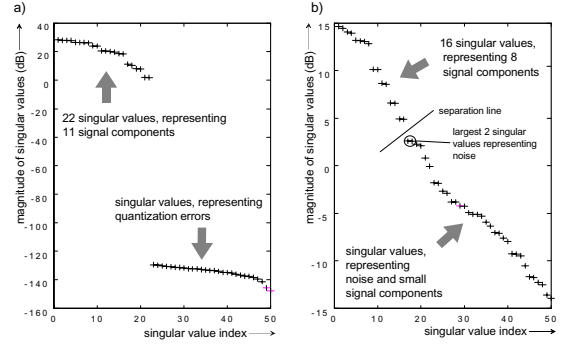 a)
magnitude of singular values (dB)
40
20
0
-20
-40
-60
-80
-100
-120
-140
-160
22 singular values, representing
11 signal components
singular values, representing
quantization errors
0
10
20
30
40
50
singular value index
b)
magnitude of singular values (dB)
15
10
5
0
-5
-10
-15
16 singular values,
representing 8
signal components
separation line
largest 2 singular
values representing
noise
singular values,
representing
noise and small
signal components
0
10
20
30
40
50
singular value index